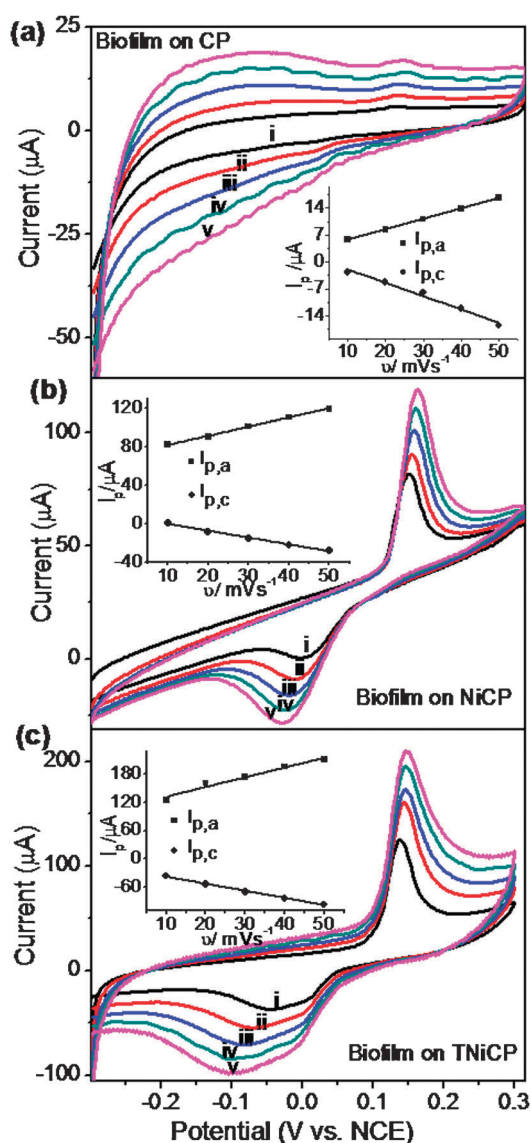 (a)
Biofilm on CP
25
0
-25
-50
Current (μA)
i
ii
iii
iv
v
14
7
0
-7
-14
Iₚ/μA
Iₚ,ₐ
Iₚ,c
10 20 30 40 50
υ/ mVs⁻¹
(b)
100
50
0
Current (μA)
120
80
40
0
-40
Iₚ/μA
Iₚ,ₐ
Iₚ,c
10 20 30 40 50
υ/ mVs⁻¹
i
ii
iii
iv
v
Biofilm on NiCP
(c)
200
100
0
-100
Current (μA)
180
120
60
0
-60
Iₚ/μA
Iₚ,ₐ
Iₚ,c
10 20 30 40 50
υ/ mVs⁻¹
i
ii
iii
iv
v
Biofilm on TNiCP
-0.2 -0.1 0.0 0.1 0.2 0.3
Potential (V vs. NCE)